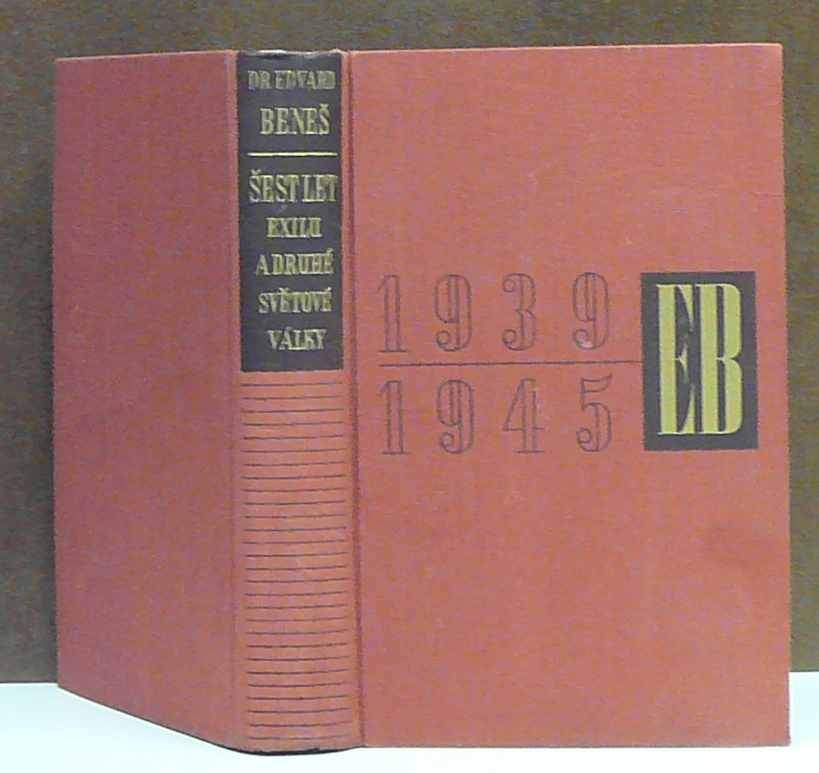 DR. EDVARD
BENEŠ
ŠEST LET
EXILU
A DRUHÉ
SVĚTOVÉ
VÁLKY
1939
1945
EB